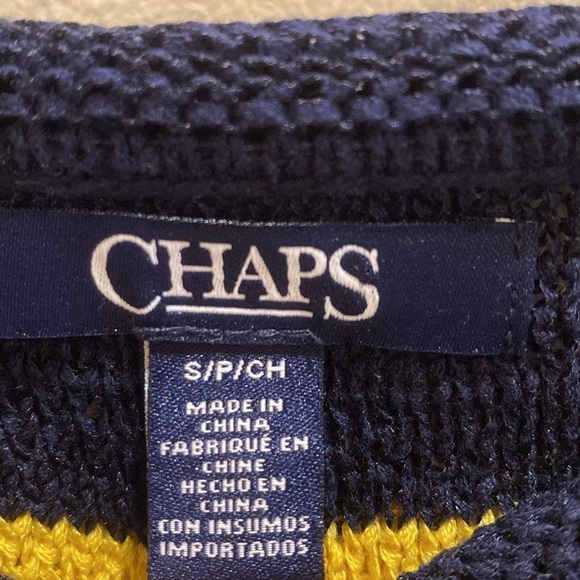 CHAPS
S/P/CH
MADE IN
CHINA
FABRIQUÉ EN
CHINE
HECHO EN
CHINA
CON INSUMOS
IMPORTADOS